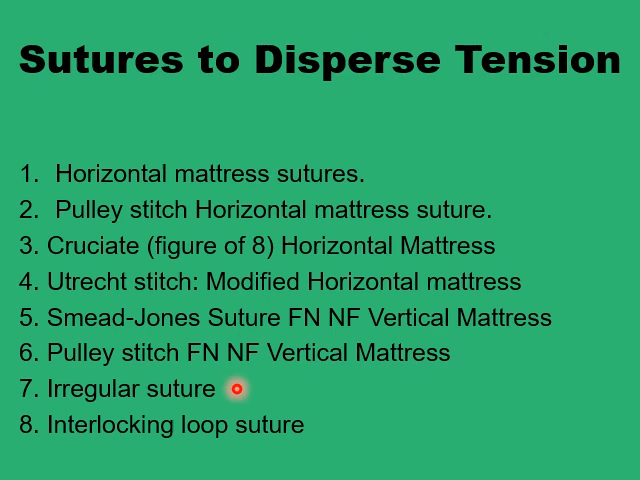 Sutures to Disperse Tension
1. Horizontal mattress sutures.
2. Pulley stitch Horizontal mattress suture.
3. Cruciate (figure of 8) Horizontal Mattress
4. Utrecht stitch: Modified Horizontal mattress
5. Smead-Jones Suture FN NF Vertical Mattress
6. Pulley stitch FN NF Vertical Mattress
7. Irregular suture
8. Interlocking loop suture